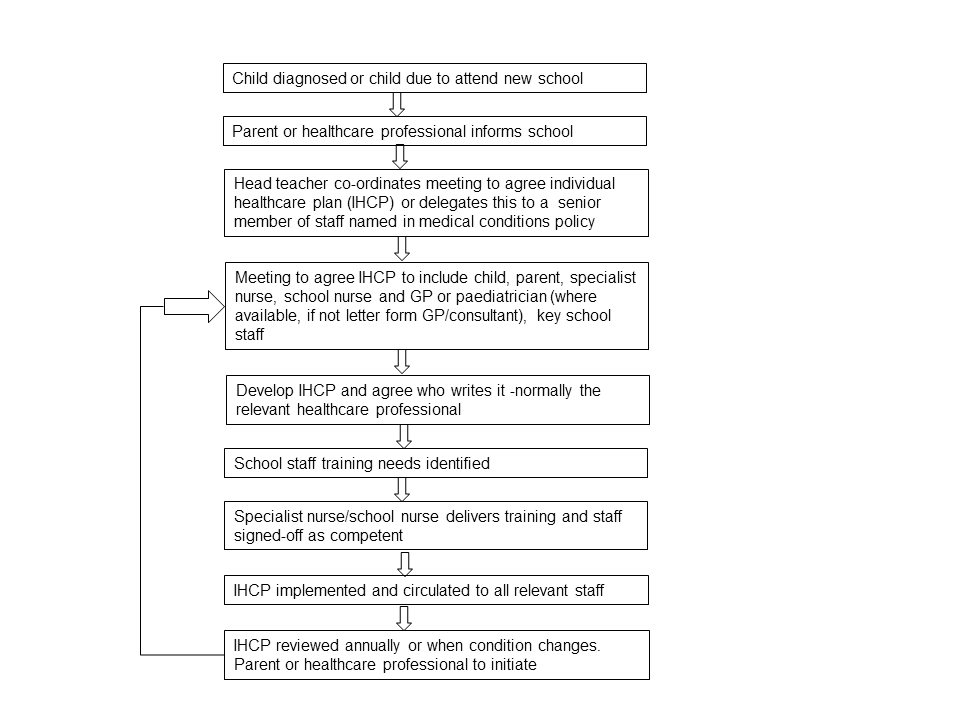 Child diagnosed or child due to attend new school
Parent or healthcare professional informs school
Head teacher co-ordinates meeting to agree individual
healthcare plan (IHCP) or delegates this to a  senior
member of staff named in medical conditions policy
Meeting to agree IHCP to include child, parent, specialist
nurse, school nurse and GP or paediatrician (where
available, if not letter form GP/consultant),  key school
staff
Develop IHCP and agree who writes it -normally the
relevant healthcare professional
School staff training needs identified
Specialist nurse/school nurse delivers training and staff
signed-off as competent
IHCP implemented and circulated to all relevant staff
IHCP reviewed annually or when condition changes.
Parent or healthcare professional to initiate